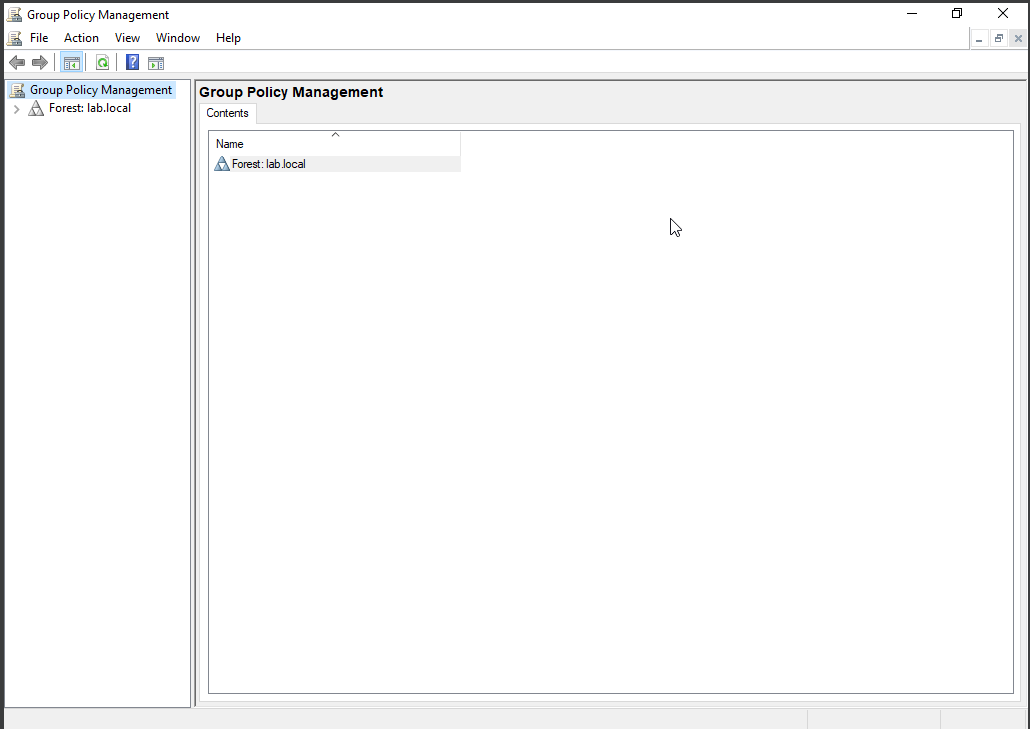 Group Policy Management
File Action View Window Help
Group Policy Management
Forest: lab.local
Group Policy Management
Contents
Name
Forest: lab.local